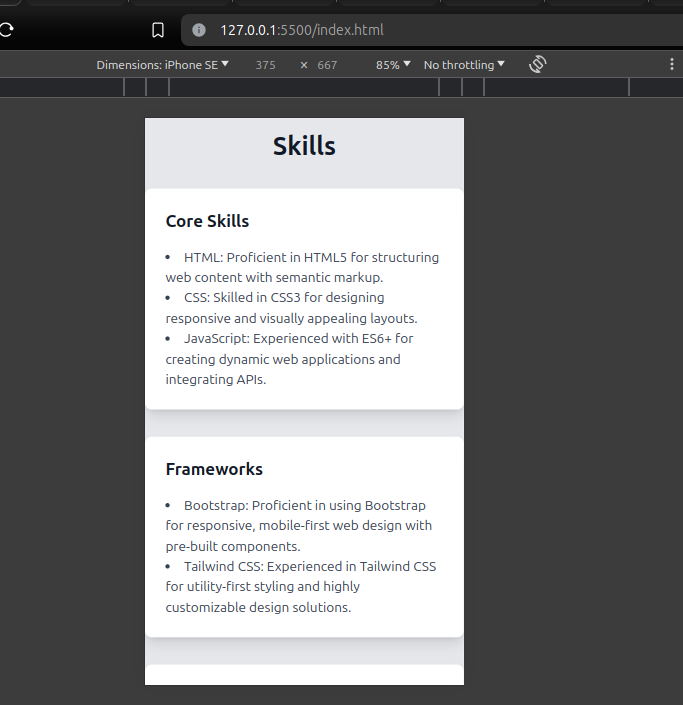 127.0.0.1:5500/index.html
Dimensions: iPhone SE 375 × 667 85% No throttling
Skills
Core Skills
• HTML: Proficient in HTML5 for structuring
web content with semantic markup.
• CSS: Skilled in CSS3 for designing
responsive and visually appealing layouts.
• JavaScript: Experienced with ES6+ for
creating dynamic web applications and
integrating APIs.
Frameworks
• Bootstrap: Proficient in using Bootstrap
for responsive, mobile-first web design with
pre-built components.
• Tailwind CSS: Experienced in Tailwind CSS
for utility-first styling and highly
customizable design solutions.